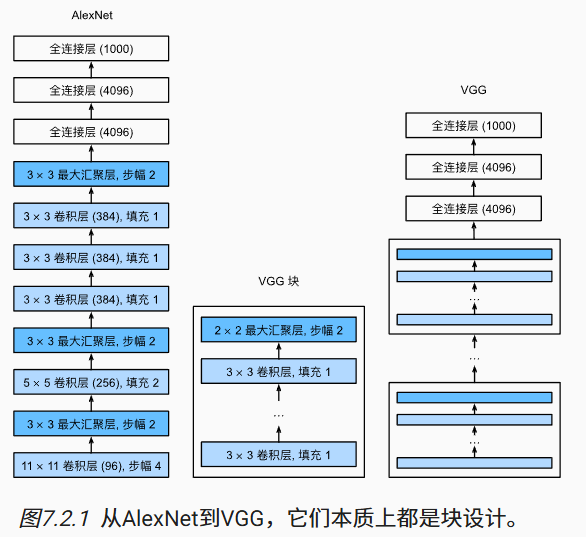 AlexNet
全连接层 (1000)
全连接层 (4096)
全连接层 (4096)
3 × 3 最大汇聚层, 步幅 2
3 × 3 卷积层 (384), 填充 1
3 × 3 卷积层 (384), 填充 1
3 × 3 卷积层 (384), 填充 1
3 × 3 最大汇聚层, 步幅 2
5 × 5 卷积层 (256), 填充 2
3 × 3 最大汇聚层, 步幅 2
11 × 11 卷积层 (96), 步幅 4
VGG 块
2 × 2 最大汇聚层, 步幅 2
3 × 3 卷积层, 填充 1
...
3 × 3 卷积层, 填充 1
VGG
全连接层 (1000)
全连接层 (4096)
全连接层 (4096)
...
...
...
图7.2.1 从AlexNet到VGG，它们本质上都是块设计。